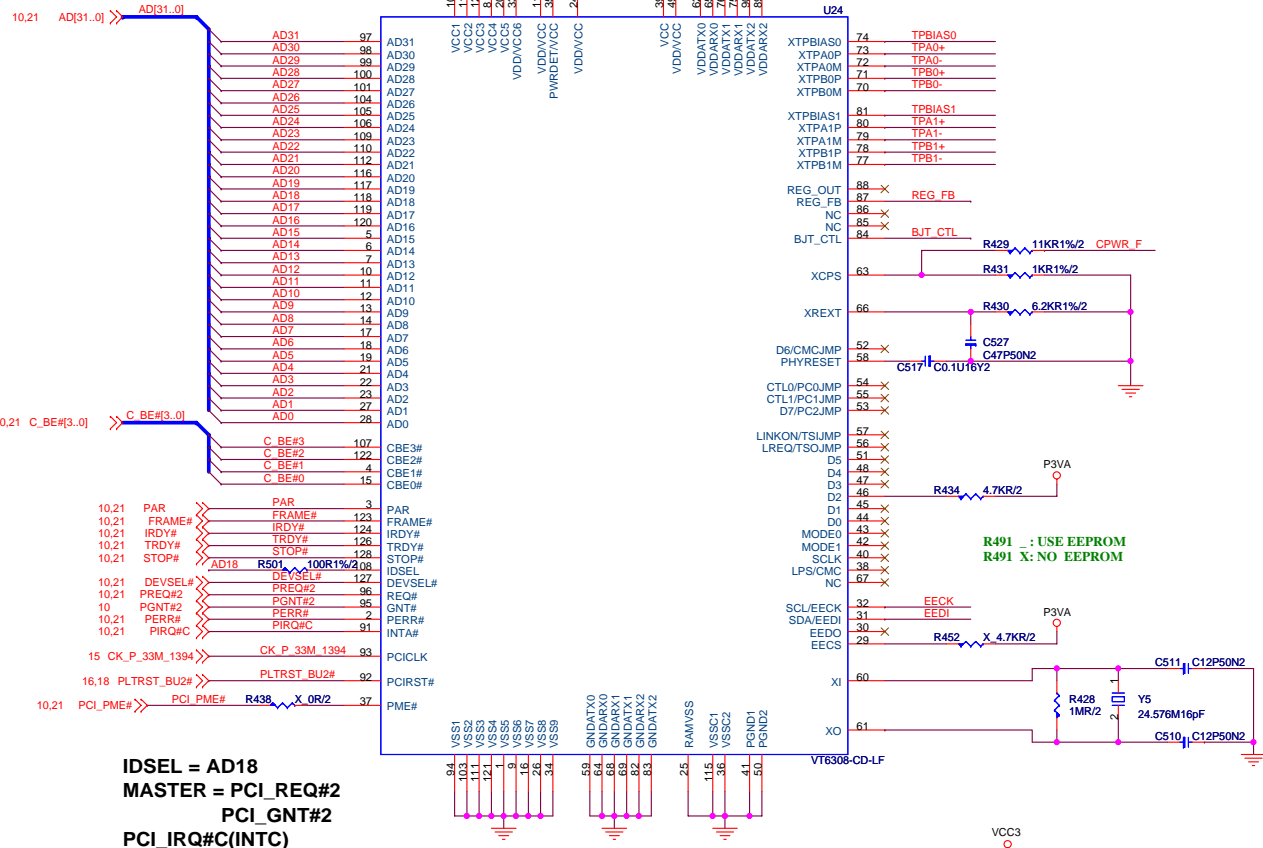 U24
10,21 AD[31..0] AD[31..0]
AD31 97 AD31
AD30 98 AD30
AD29 99 AD29
AD28 100 AD28
AD27 101 AD27
AD26 104 AD26
AD25 105 AD25
AD24 106 AD24
AD23 109 AD23
AD22 110 AD22
AD21 112 AD21
AD20 116 AD20
AD19 117 AD19
AD18 118 AD18
AD17 119 AD17
AD16 120 AD16
AD15 5 AD15
AD14 6 AD14
AD13 7 AD13
AD12 10 AD12
AD11 11 AD11
AD10 12 AD10
AD9 13 AD9
AD8 14 AD8
AD7 17 AD7
AD6 18 AD6
AD5 19 AD5
AD4 21 AD4
AD3 22 AD3
AD2 23 AD2
AD1 27 AD1
AD0 28 AD0
C_BE#[3..0] C_BE#[3..0]
C_BE#3 107 CBE3#
C_BE#2 122 CBE2#
C_BE#1 4 CBE1#
C_BE#0 15 CBE0#
10,21 PAR PAR 3 PAR
10,21 FRAME# FRAME# 123 FRAME#
10,21 IRDY# IRDY# 124 IRDY#
10,21 TRDY# TRDY# 126 TRDY#
10,21 STOP# STOP# 128 STOP#
AD18 R501 100R1%/2 108 IDSEL
10,21 DEVSEL# DEVSEL# 127 DEVSEL#
10,21 PREQ#2 PREQ#2 96 REQ#
10 PGNT#2 PGNT#2 95 GNT#
10,21 PERR# PERR# 2 PERR#
10,21 PIRQ#C PIRQ#C 91 INTA#
15 CK_P_33M_1394 CK_P_33M_1394 93 PCICLK
16,18 PLTRST_BU2# PLTRST_BU2# 92 PCIRST#
10,21 PCI_PME# PCI_PME# R438 X_0R/2 37 PME#
VCC1 VCC2 VCC3 VCC4 VCC5 VDD/VCC6 VDD/VCC PWRDET/VCC VDD/VCC VCC VDD/VCC VDDATX0 VDDARX0 VDDATX1 VDDARX1 VDDATX2 VDDARX2
XTPBIAS0 74 TPBIAS0
XTPA0P 73 TPA0+
XTPA0M 72 TPA0-
XTPB0P 71 TPB0+
XTPB0M 70 TPB0-
XTPBIAS1 81 TPBIAS1
XTPA1P 80 TPA1+
XTPA1M 79 TPA1-
XTPB1P 78 TPB1+
XTPB1M 77 TPB1-
REG_OUT 88
REG_FB 87 REG_FB
NC 86
NC 85
BJT_CTL 84 BJT_CTL
R429 11KR1%/2 CPWR_F
XCPS 63 R431 1KR1%/2
XREXT 66 R430 6.2KR1%/2
C527
C47P50N2
D6/CMCJMP 52
PHYRESET 58 C517 C0.1U16Y2
CTL0/PC0JMP 54
CTL1/PC1JMP 55
D7/PC2JMP 53
LINKON/TSIJMP 57
LREQ/TSOJMP 56
D5 51
D4 48
D3 47
D2 46 R434 4.7KR/2 P3VA
D1 45
D0 44
MODE0 43
MODE1 42
SCLK 40
LPS/CMC 38
NC 67
R491 _ : USE EEPROM
R491 X: NO EEPROM
SCL/EECK 32 EECK
SDA/EEDI 31 EEDI
EEDO 30
EECS 29 R452 X_4.7KR/2 P3VA
XI 60 C511 C12P50N2
R428
1MR/2
1 Y5 2
24.576M16pF
XO 61 C510 C12P50N2
VSS1 VSS2 VSS3 VSS4 VSS5 VSS6 VSS7 VSS8 VSS9 GNDATX0 GNDARX0 GNDARX1 GNDATX1 GNDARX2 GNDATX2 RAMVSS VSSC1 VSSC2 PGND1 PGND2
94 103 111 121 1 9 16 26 34 59 64 68 69 82 83 25 115 36 41 50
VT6308-CD-LF
IDSEL = AD18
MASTER = PCI_REQ#2
PCI_GNT#2
PCI_IRQ#C(INTC)
VCC3